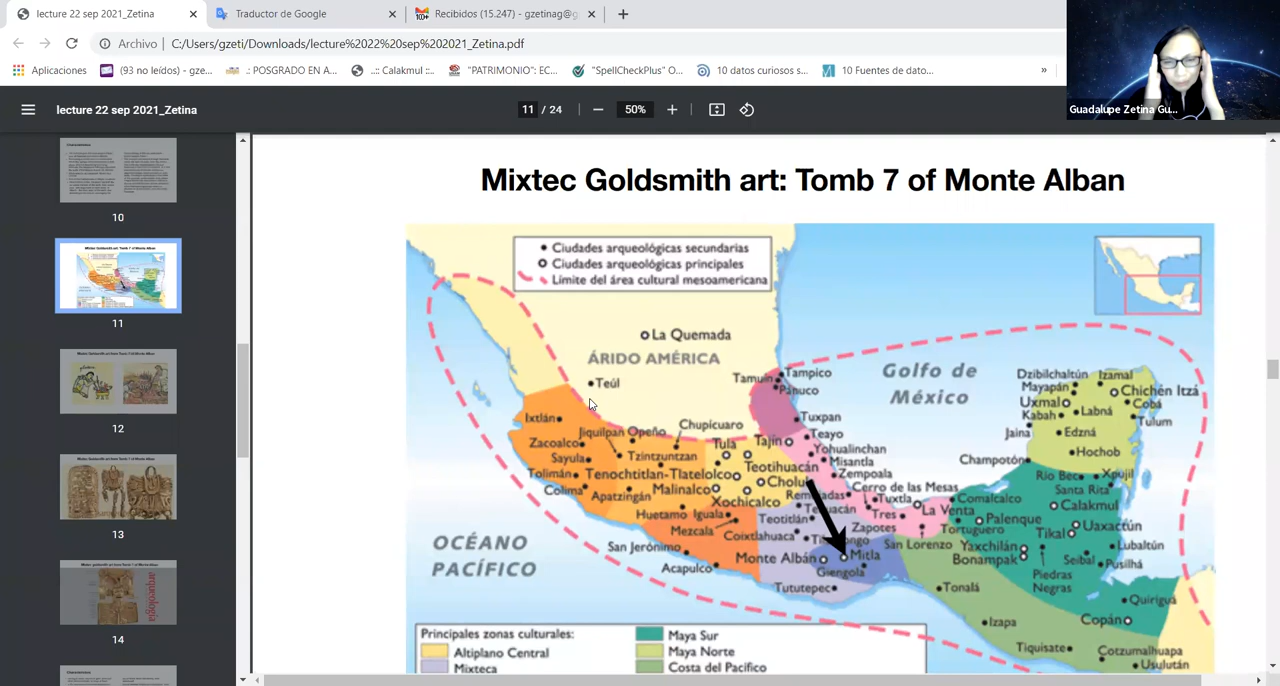 lecture 22 sep 2021_Zetina
Traductor de Google
Recibidos (15.247) - gzetinag@g
Archivo
C:/Users/gzeti/Downloads/lecture%2022%20sep%202021_Zetina.pdf
Aplicaciones
(93 no leídos) - gze...
.: POSGRADO EN A...
..:: Calakmul ::..
"PATRIMONIO": EC...
"SpellCheckPlus" O...
10 datos curiosos s...
10 Fuentes de dato...
»
Guadalupe Zetina Gu...
lecture 22 sep 2021_Zetina
11 / 24
50%
10
11
12
13
14
Mixtec Goldsmith art: Tomb 7 of Monte Alban
Ciudades arqueológicas secundarias
Ciudades arqueológicas principales
Límite del área cultural mesoamericana
La Quemada
ÁRIDO AMÉRICA
Teúl
Golfo de
México
Tamuín
Tampico
Pánuco
Dzibilchaltún
Izamal
Mayapán
Chichén Itzá
Uxmal
Cobá
Kabah
Labná
Tulum
Jaina
Edzná
Hochob
Champotón
Ixtlán
Jiquilpan
Opeño
Chupícuaro
Tuxpan
Zacoalco
Tula
Tajín
Teayo
Yohualinchan
Sayula
Tzintzuntzan
Teotihuacán
Misantla
Tolimán
Tenochtitlan-Tlatelolco
Zempoala
Colima
Apatzingán
Malinalco
Cholu
Cerro de las Mesas
Xochicalco
Tuxtla
Huetamo
Iguala
Tres
Zapotes
La Venta
Mezcala
Teotitlán
Coixtlahuaca
San Lorenzo
Comalcalco
Palenque
Tortuguero
Río Bec
Xpujil
Santa Rita
Calakmul
Uaxactún
Tikal
Yaxchilán
Lubaltún
Bonampak
Seibal
Pusilhá
Piedras
Negras
OCÉANO
PACÍFICO
San Jerónimo
Acapulco
Monte Albán
Mitla
Giengola
Tututepec
Tonalá
Quiriguá
Copán
Izapa
Tiquisate
Cotzumalhuapa
Usulután
Principales zonas culturales:
Altiplano Central
Mixteca
Maya Sur
Maya Norte
Costa del Pacífico